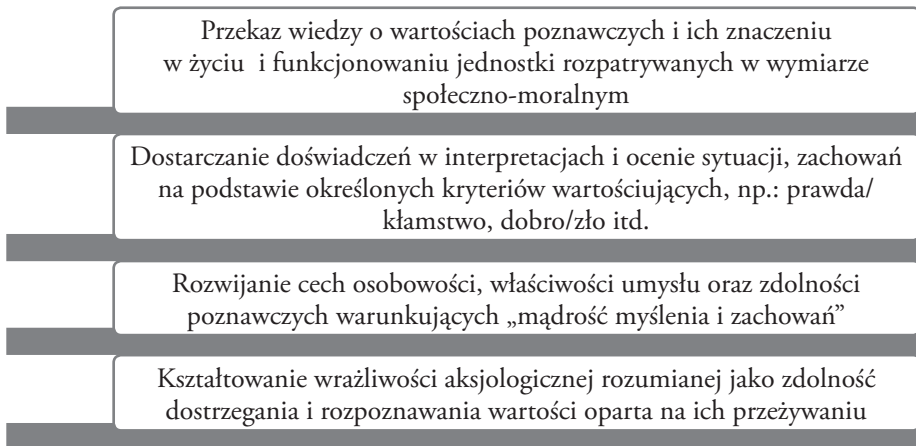 Przekaz wiedzy o wartościach poznawczych i ich znaczeniu
w życiu i funkcjonowaniu jednostki rozpatrywanych w wymiarze
społeczno-moralnym
Dostarczanie doświadczeń w interpretacjach i ocenie sytuacji, zachowań
na podstawie określonych kryteriów wartościujących, np.: prawda/
kłamstwo, dobro/zło itd.
Rozwijanie cech osobowości, właściwości umysłu oraz zdolności
poznawczych warunkujących „mądrość myślenia i zachowań”
Kształtowanie wrażliwości aksjologicznej rozumianej jako zdolność
dostrzegania i rozpoznawania wartości oparta na ich przeżywaniu